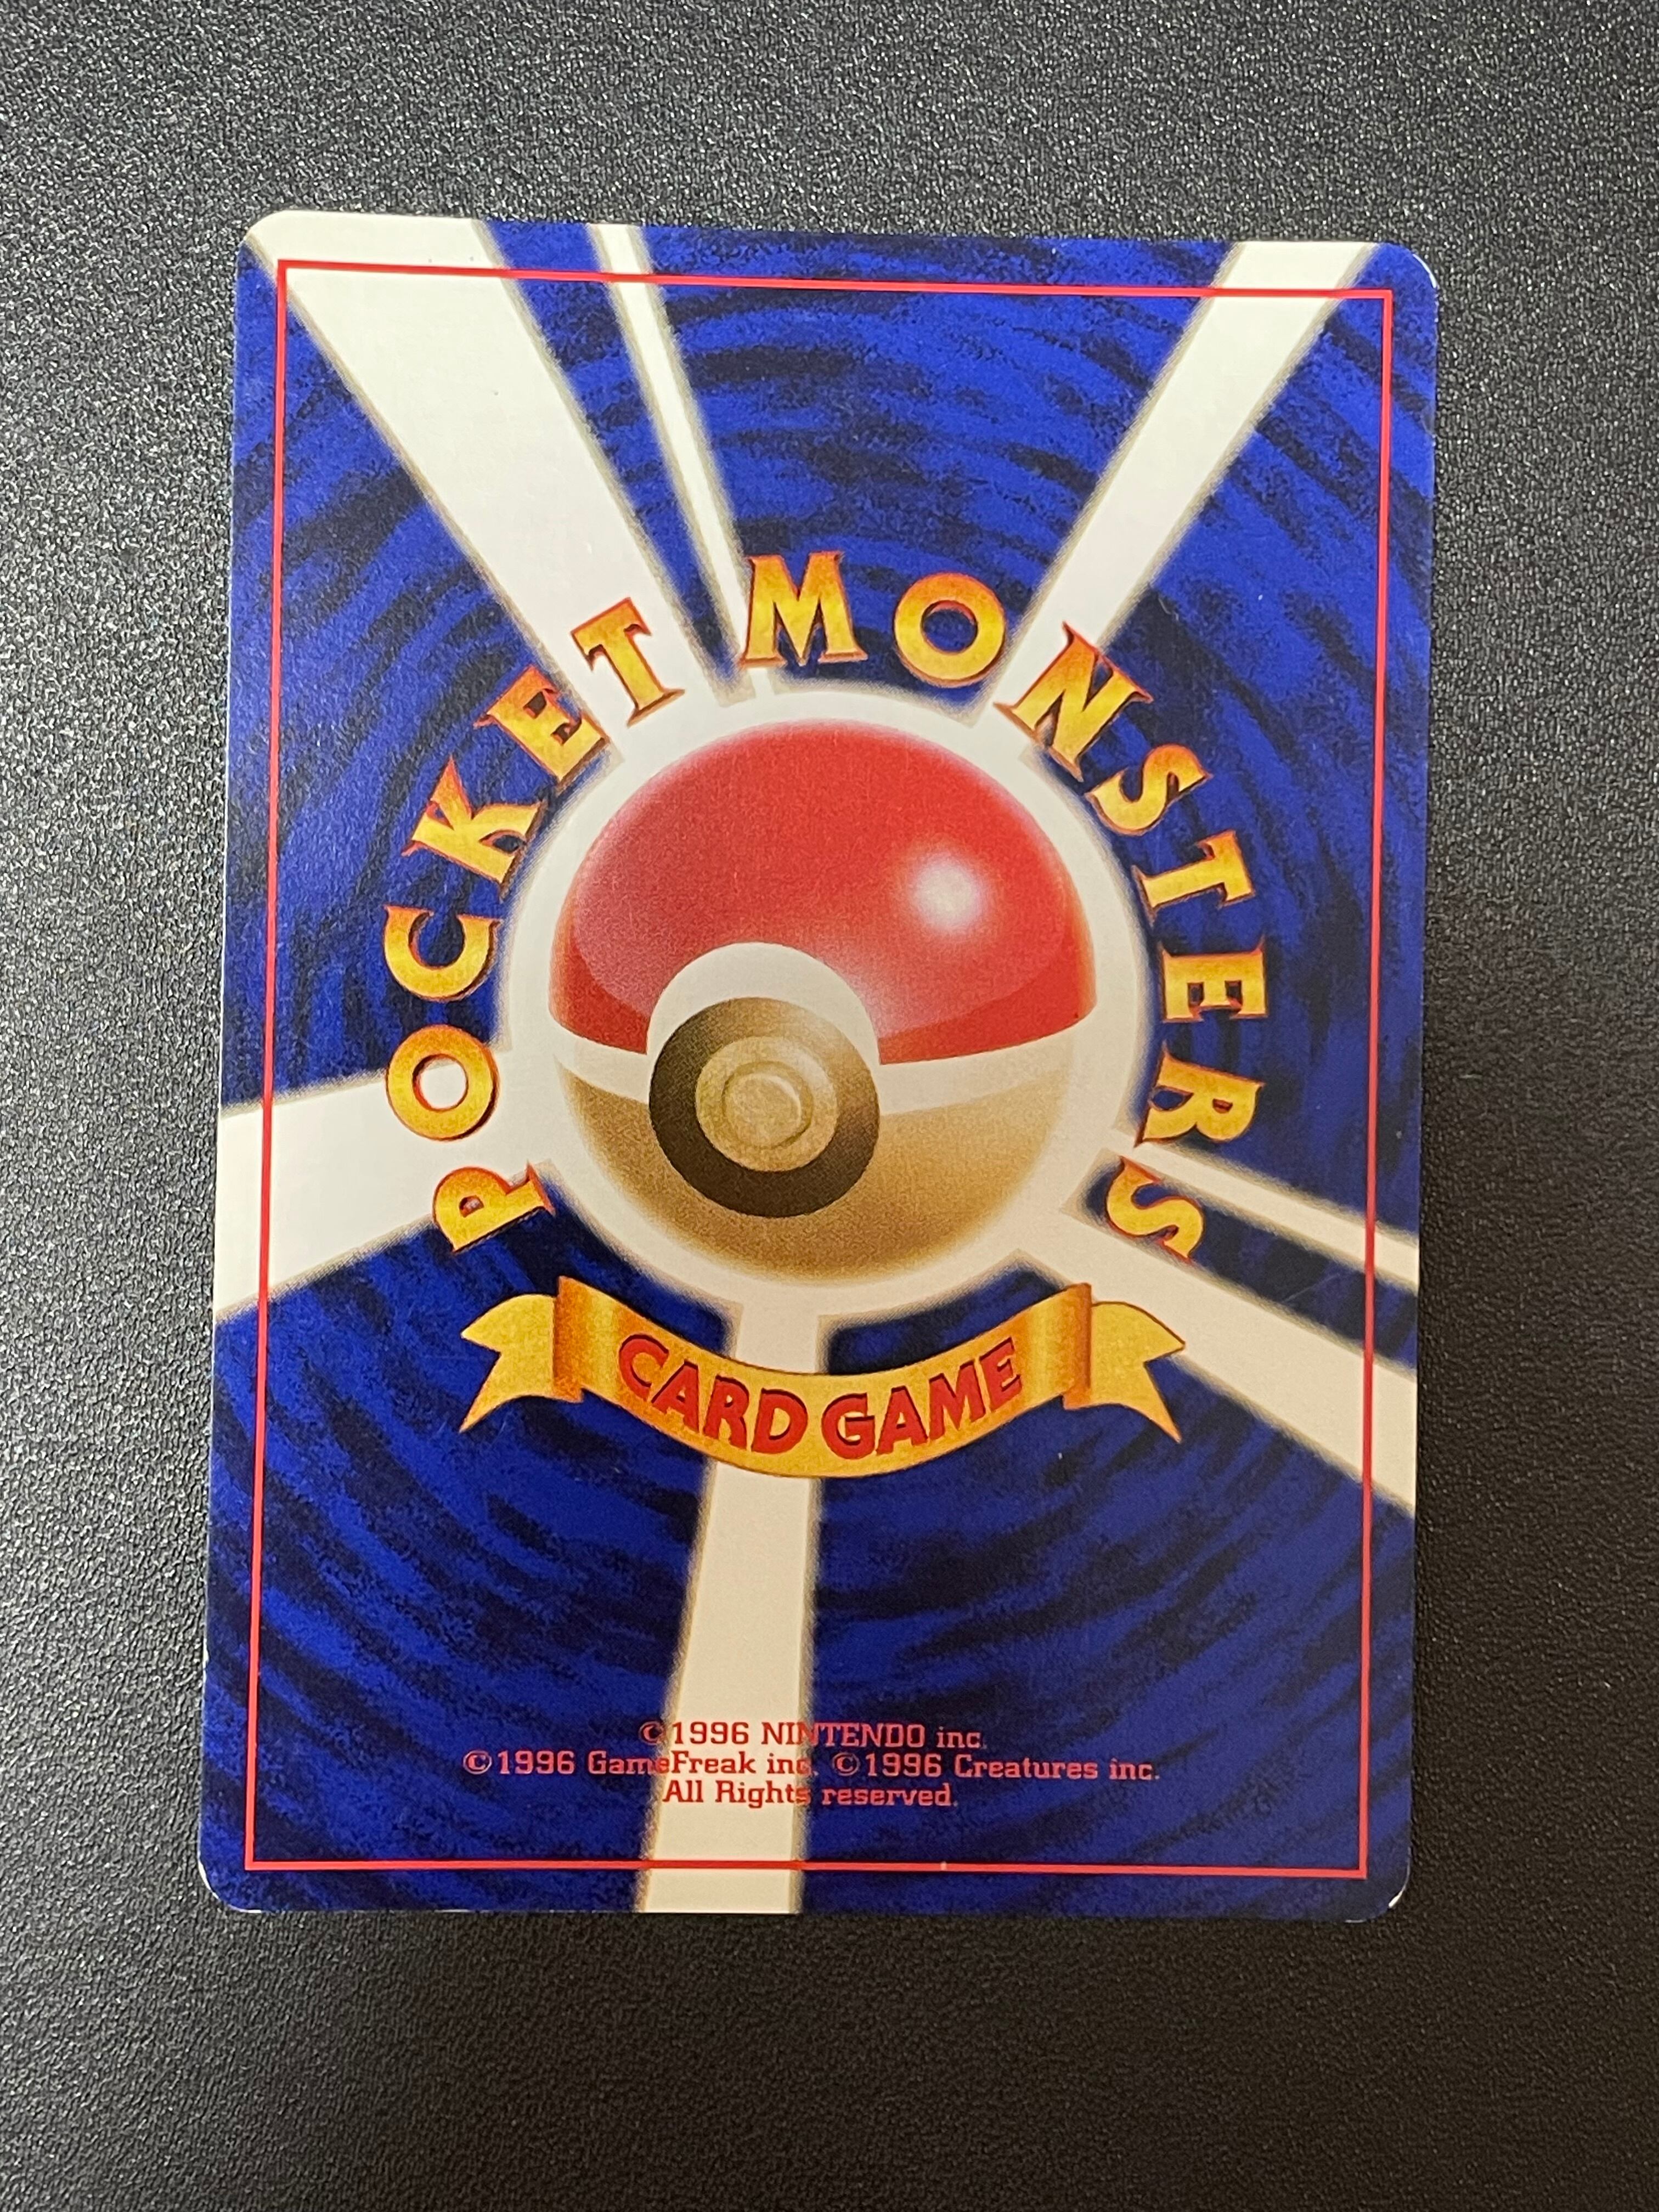 POCKET MONSTERS
CARD GAME
©1996 NINTENDO inc.
©1996 GameFreak inc. ©1996 Creatures inc.
All Rights reserved.